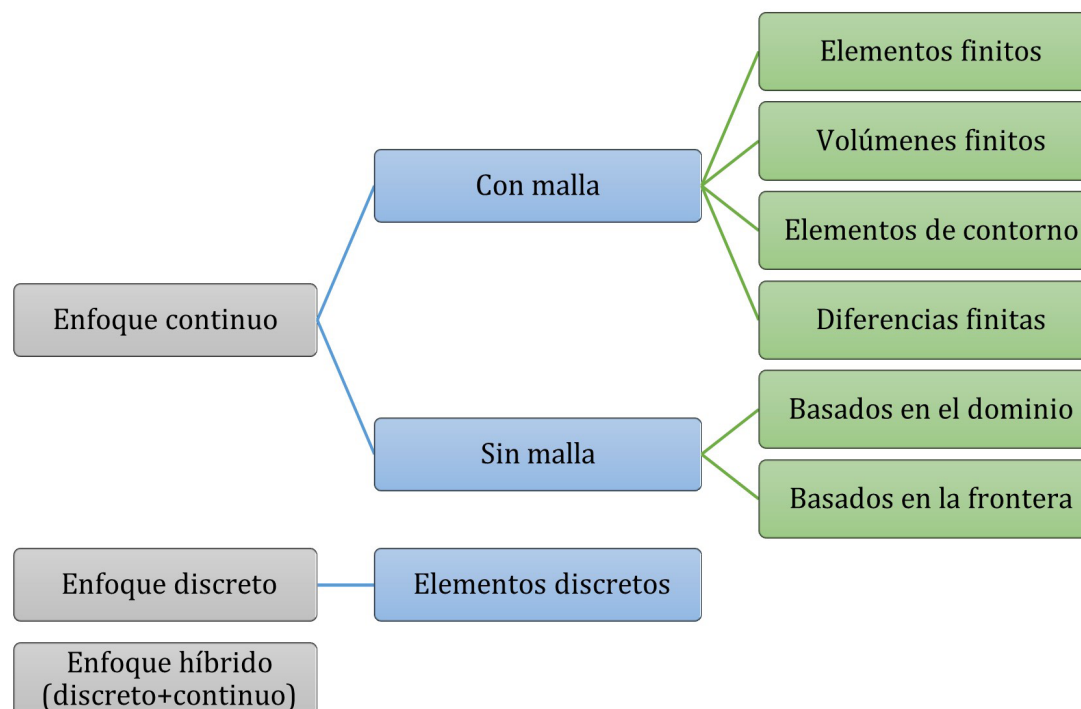 Enfoque continuo
Con malla
Elementos finitos
Volúmenes finitos
Elementos de contorno
Diferencias finitas
Sin malla
Basados en el dominio
Basados en la frontera
Enfoque discreto
Elementos discretos
Enfoque híbrido
(discreto+continuo)